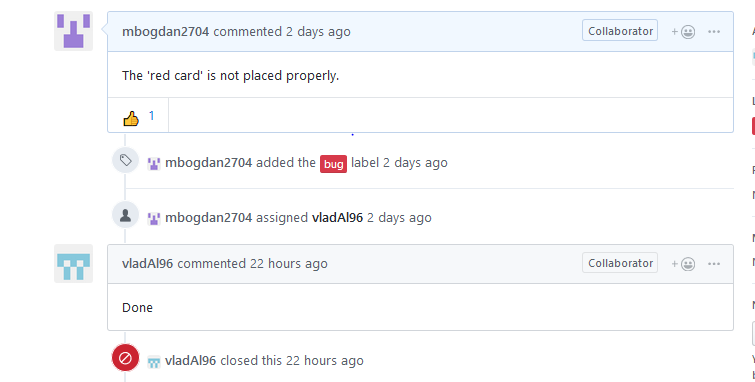 mbogdan2704 commented 2 days ago Collaborator
The 'red card' is not placed properly.
1
mbogdan2704 added the bug label 2 days ago
mbogdan2704 assigned vladAl96 2 days ago
vladAl96 commented 22 hours ago Collaborator
Done
vladAl96 closed this 22 hours ago